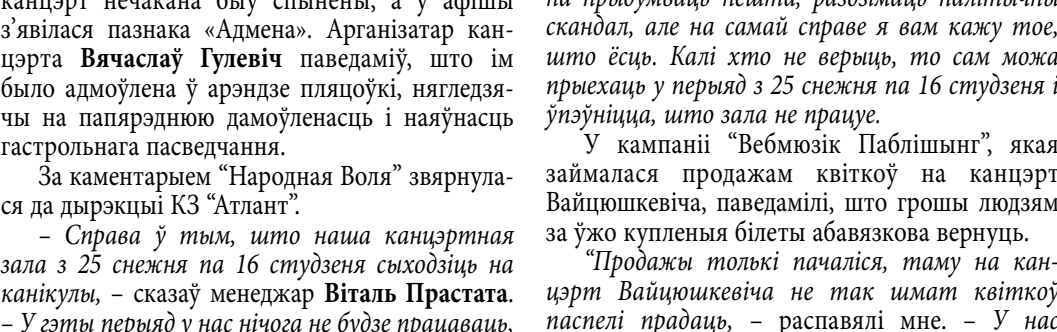 канцэрт нечакана быў спынены, а ў афішы
з'явілася пазнака «Адмена». Арганізатар кан-
цэрта Вячаслаў Гулевіч паведаміў, што ім
было адмоўлена ў арэндзе пляцоўкі, нягледзя-
чы на папярэднюю дамоўленасць і наяўнасць
гастрольнага пасведчання.
За каментарыем “Народная Воля” звярнула-
ся да дырэкцыі КЗ “Атлант”.
– Справа ў тым, што наша канцэртная
зала з 25 снежня па 16 студзеня сыходзіць на
канікулы, – сказаў менеджар Віталь Прастата.
– У гэты перыяд у нас нічога не будзе працаваць,
скандал, але на самай справе я вам кажу тое,
што ёсць. Калі хто не верыць, то сам можа
прыехаць у перыяд з 25 снежня па 16 студзеня і
ўпэўніцца, што зала не працуе.
У кампаніі “Вебмюзік Паблішынг”, якая
займалася продажам квіткоў на канцэрт
Вайцюшкевіча, паведамілі, што грошы людзям
за ўжо купленыя білеты абавязкова вернуць.
“Продажы толькі пачаліся, таму на кан-
цэрт Вайцюшкевіча не так шмат квіткоў
паспелі прадаць, – распавялі мне. – У нас